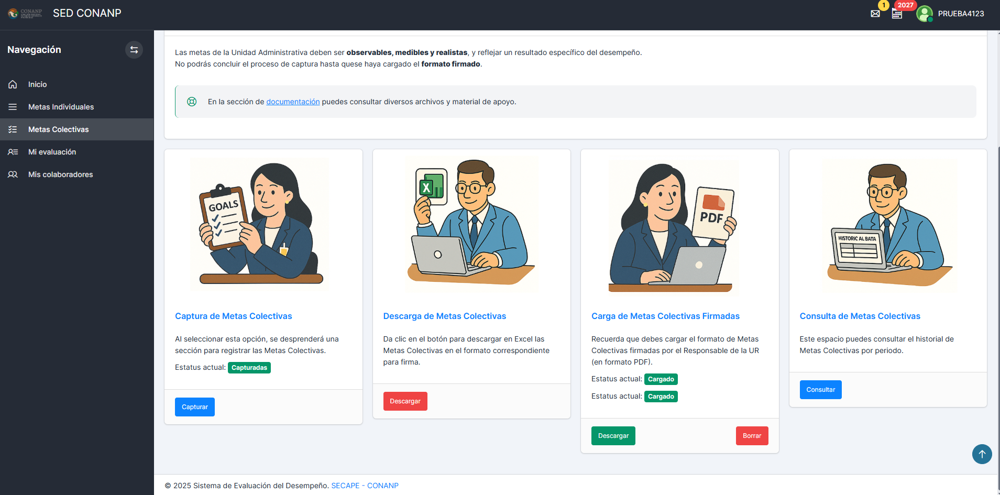 CONANP
SED CONANP
1
2027
PRUEBA4123
Navegación
Inicio
Metas Individuales
Metas Colectivas
Mi evaluación
Mis colaboradores
Las metas de la Unidad Administrativa deben ser observables, medibles y realistas, y reflejar un resultado específico del desempeño.
No podrás concluir el proceso de captura hasta quese haya cargado el formato firmado.
En la sección de documentación puedes consultar diversos archivos y material de apoyo.
GOALS
Captura de Metas Colectivas
Al seleccionar esta opción, se desprenderá una
sección para registrar las Metas Colectivas.
Estatus actual: Capturadas
Capturar
X
Descarga de Metas Colectivas
Da clic en el botón para descargar en Excel las
Metas Colectivas en el formato correspondiente
para firma.
Descargar
PDF
Carga de Metas Colectivas Firmadas
Recuerda que debes cargar el formato de Metas
Colectivas firmadas por el Responsable de la UR
(en formato PDF).
Estatus actual: Cargado
Estatus actual: Cargado
Descargar
Borrar
HISTORIC AL BATA
Consulta de Metas Colectivas
Este espacio puedes consultar el historial de
Metas Colectivas por periodo.
Consultar
© 2025 Sistema de Evaluación del Desempeño. SECAPE - CONANP